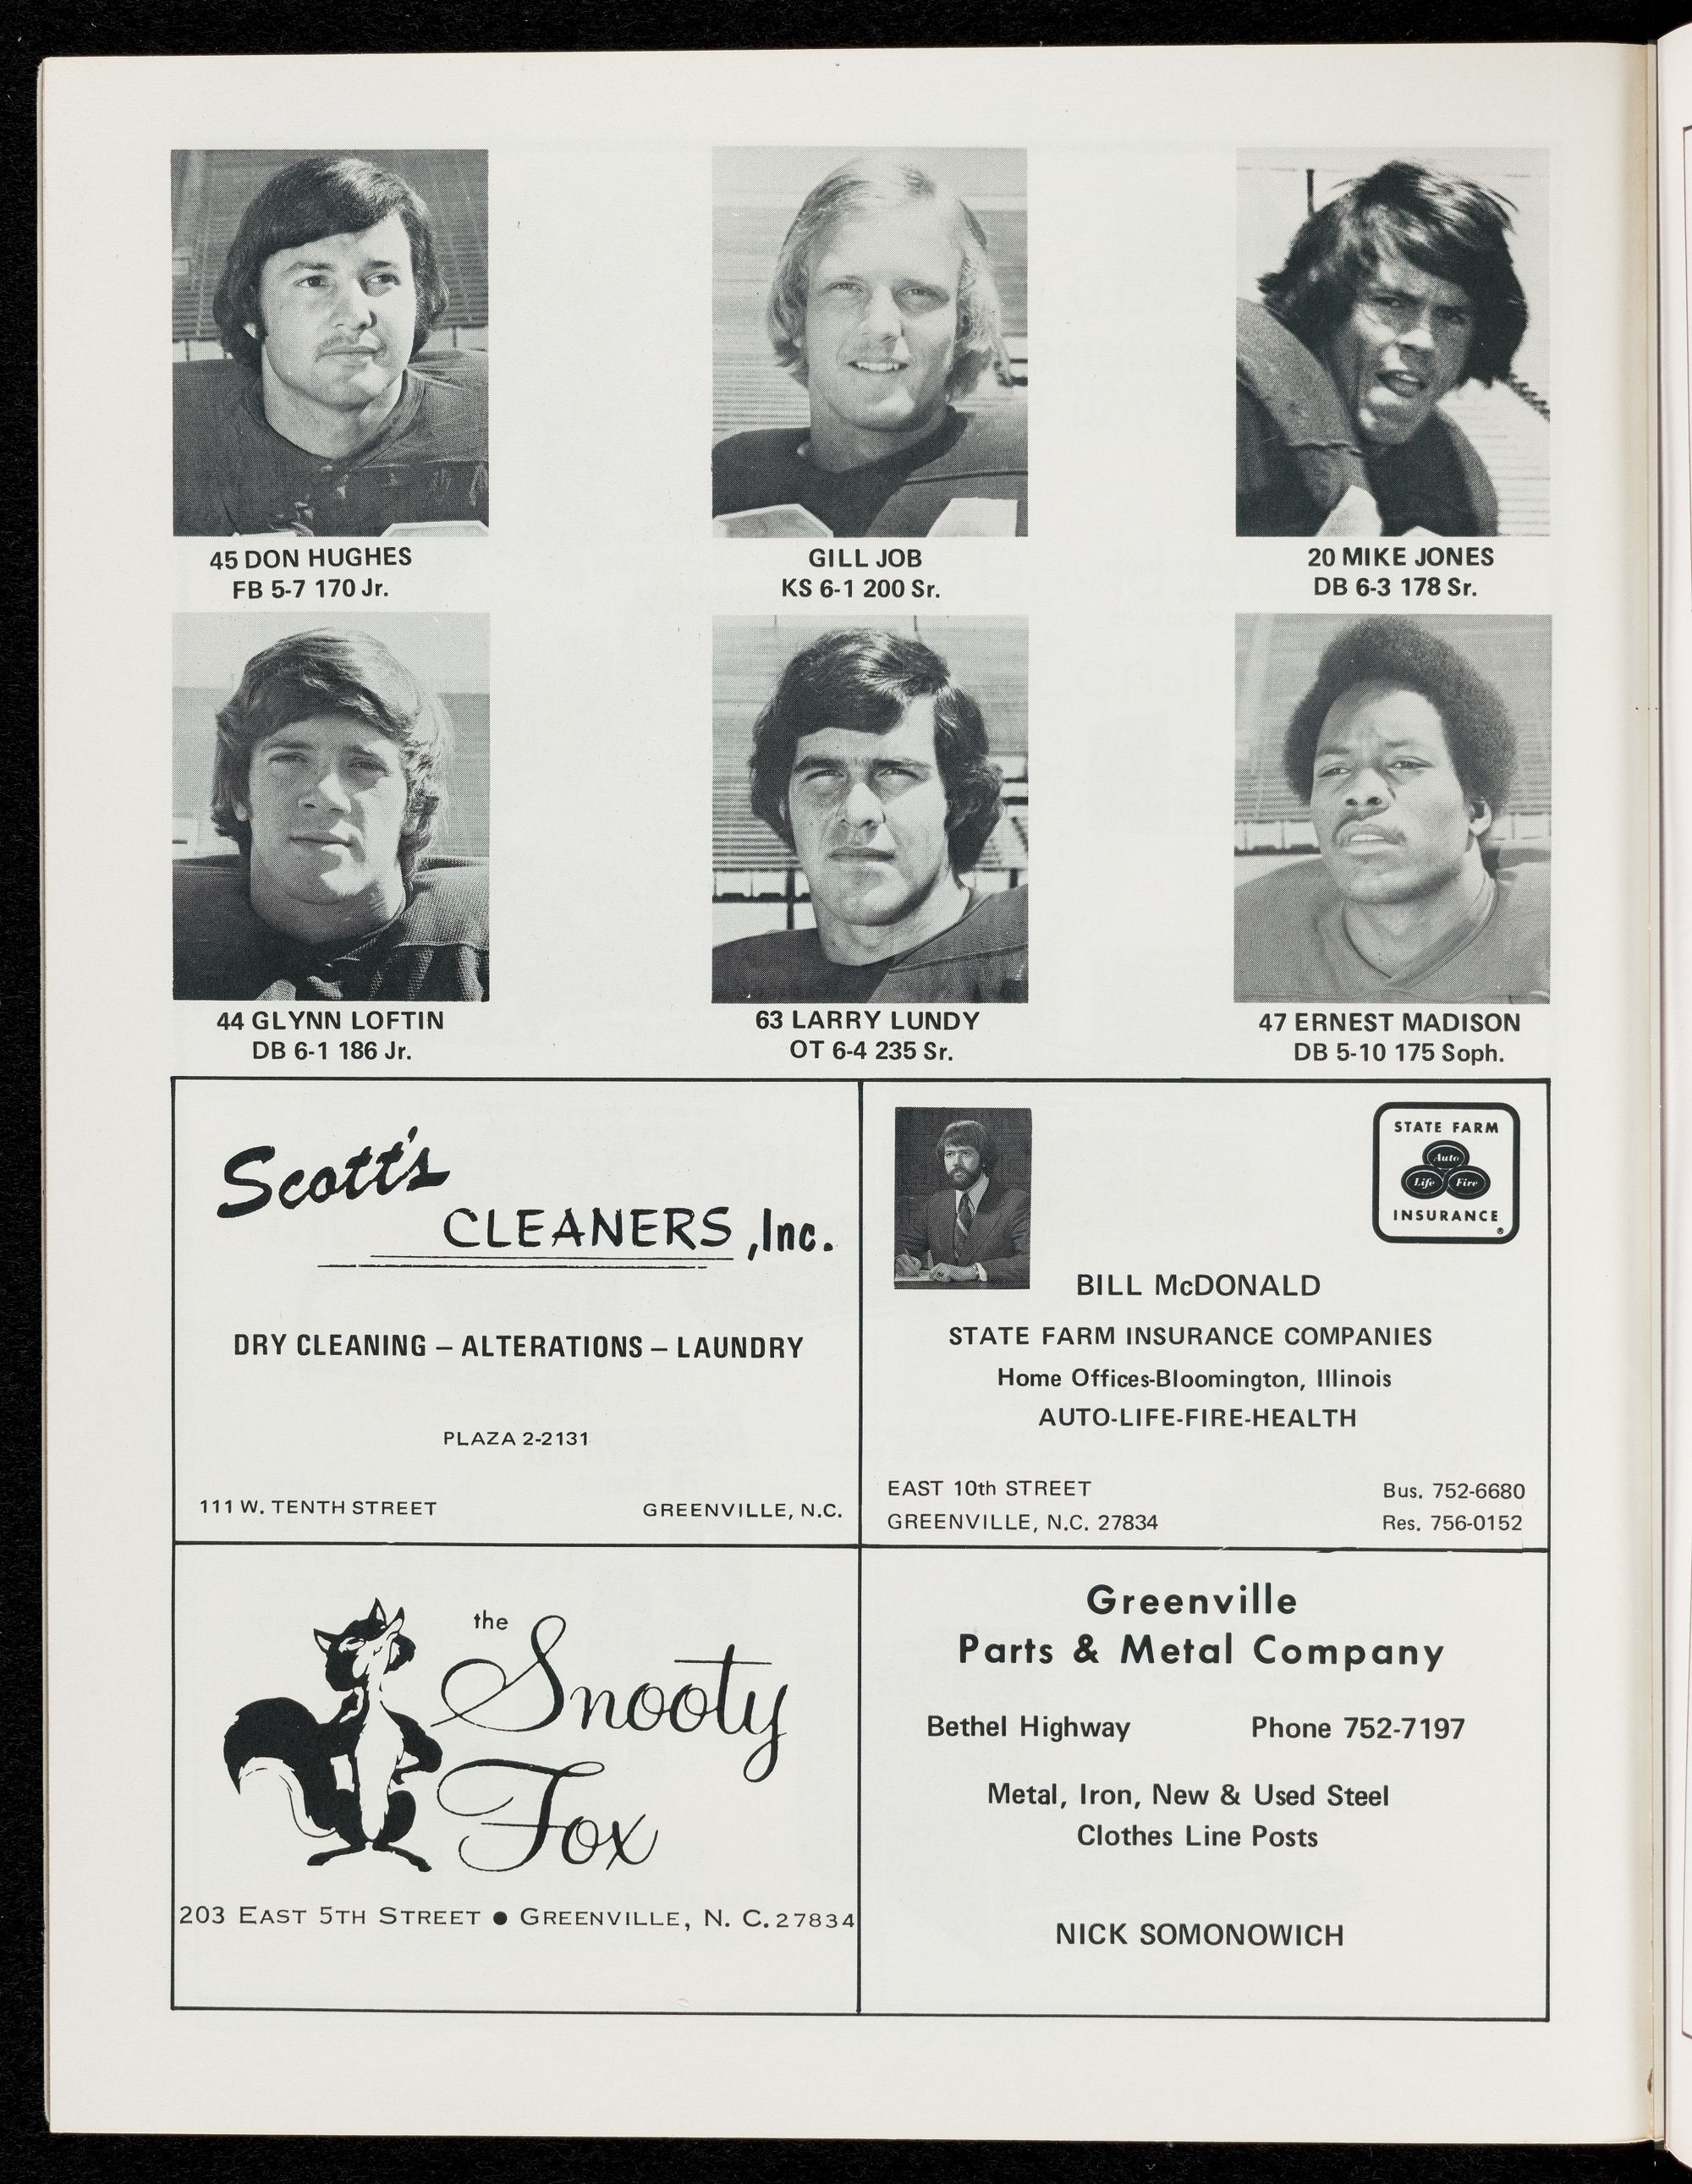 45 DON HUGHES
FB 5-7 170 Jr.
GILL JOB
KS 6-1 200 Sr.
20 MIKE JONES
DB 6-3 178 Sr.
44 GLYNN LOFTIN
DB 6-1 186 Jr.
63 LARRY LUNDY
OT 6-4 235 Sr.
47 ERNEST MADISON
DB 5-10 175 Soph.
Scott's
CLEANERS, Inc.
DRY CLEANING – ALTERATIONS – LAUNDRY
PLAZA 2-2131
111 W. TENTH STREET
GREENVILLE, N.C.
STATE FARM
Auto
Life Fire
INSURANCE
®
BILL McDONALD
STATE FARM INSURANCE COMPANIES
Home Offices-Bloomington, Illinois
AUTO-LIFE-FIRE-HEALTH
EAST 10th STREET
GREENVILLE, N.C. 27834
Bus. 752-6680
Res. 756-0152
the
Snooty
Fox
203 EAST 5TH STREET ● GREENVILLE, N. C. 27834
Greenville
Parts & Metal Company
Bethel Highway Phone 752-7197
Metal, Iron, New & Used Steel
Clothes Line Posts
NICK SOMONOWICH